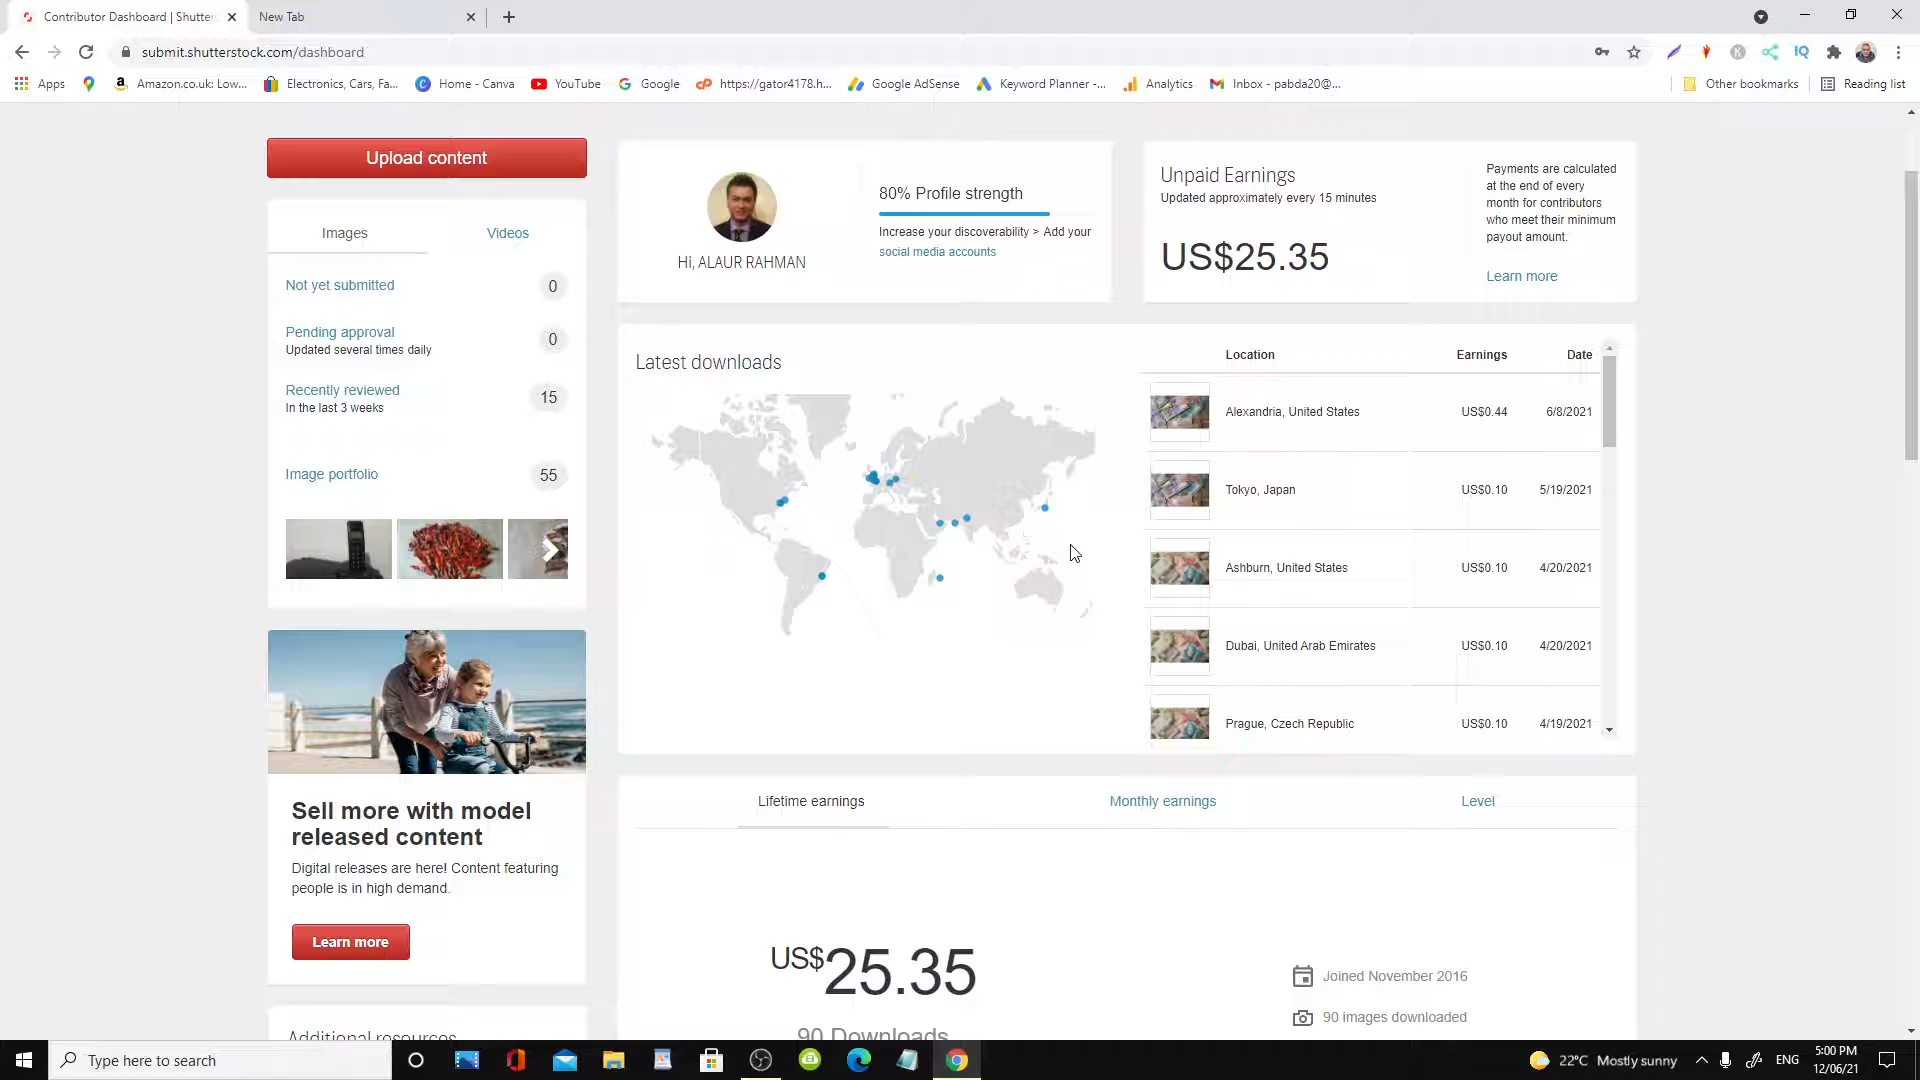 Contributor Dashboard | Shutter
New Tab
submit.shutterstock.com/dashboard
Apps
Amazon.co.uk: Low...
Electronics, Cars, Fa...
Home - Canva
YouTube
Google
https://gator4178.h...
Google AdSense
Keyword Planner -...
Analytics
Inbox - pabda20@...
Other bookmarks
Reading list
Upload content
Images
Videos
Not yet submitted
0
Pending approval
Updated several times daily
0
Recently reviewed
In the last 3 weeks
15
Image portfolio
55
Sell more with model
released content
Digital releases are here! Content featuring
people is in high demand.
Learn more
Additional resources
Hi, ALAUR RAHMAN
80% Profile strength
Increase your discoverability > Add your
social media accounts
Unpaid Earnings
Updated approximately every 15 minutes
US$25.35
Payments are calculated
at the end of every
month for contributors
who meet their minimum
payout amount.
Learn more
Latest downloads
Location Earnings Date
Alexandria, United States US$0.44 6/8/2021
Tokyo, Japan US$0.10 5/19/2021
Ashburn, United States US$0.10 4/20/2021
Dubai, United Arab Emirates US$0.10 4/20/2021
Prague, Czech Republic US$0.10 4/19/2021
Lifetime earnings
Monthly earnings
Level
US$25.35
90 Downloads
Joined November 2016
90 images downloaded
Type here to search
22°C Mostly sunny
ENG
5:00 PM
12/06/21